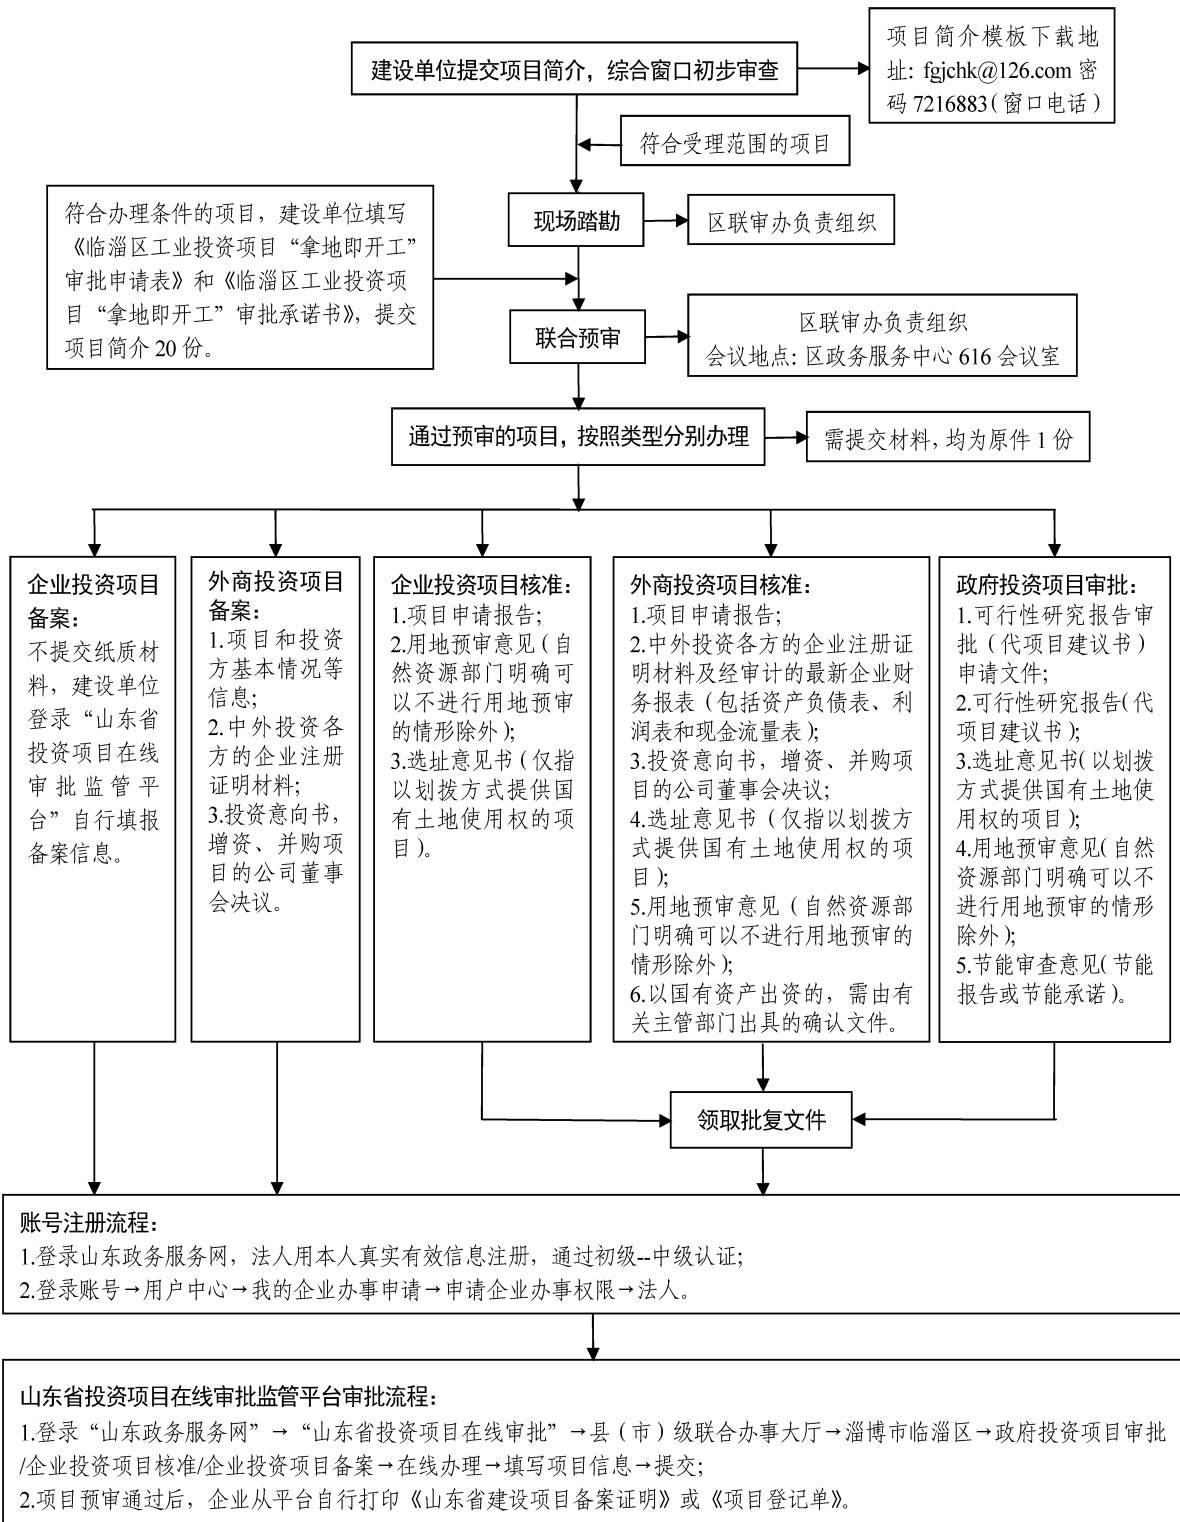 建设单位提交项目简介，综合窗口初步审查
项目简介模板下载地
址：fgjchk@126.com 密
码 7216883（窗口电话）
符合受理范围的项目
符合办理条件的项目，建设单位填写
《临淄区工业投资项目“拿地即开工”
审批申请表》和《临淄区工业投资项
目“拿地即开工”审批承诺书》，提交
项目简介 20 份。
现场踏勘
区联审办负责组织
联合预审
区联审办负责组织
会议地点：区政务服务中心 616 会议室
通过预审的项目，按照类型分别办理
需提交材料，均为原件 1 份
企业投资项目
备案：
不提交纸质材
料，建设单位
登录“山东省
投资项目在线
审批监管平
台”自行填报
备案信息。
外商投资项目
备案：
1.项目和投资
方基本情况等
信息；
2.中外投资各
方的企业注册
证明材料；
3.投资意向书，
增资、并购项
目的公司董事
会决议。
企业投资项目核准：
1.项目申请报告；
2.用地预审意见（自
然资源部门明确可
以不进行用地预审
的情形除外）；
3.选址意见书（仅指
以划拨方式提供国
有土地使用权的项
目）。
外商投资项目核准：
1.项目申请报告；
2.中外投资各方的企业注册证
明材料及经审计的最新企业财
务报表（包括资产负债表、利
润表和现金流量表）；
3.投资意向书，增资、并购项
目的公司董事会决议；
4.选址意见书（仅指以划拨方
式提供国有土地使用权的项
目）；
5.用地预审意见（自然资源部
门明确可以不进行用地预审的
情形除外）；
6.以国有资产出资的，需由有
关主管部门出具的确认文件。
政府投资项目审批：
1.可行性研究报告审
批（代项目建议书）
申请文件；
2.可行性研究报告（代
项目建议书）；
3.选址意见书（以划拨
方式提供国有土地使
用权的项目）；
4.用地预审意见（自然
资源部门明确可以不
进行用地预审的情形
除外）；
5.节能审查意见（节能
报告或节能承诺）。
领取批复文件
账号注册流程：
1.登录山东政务服务网，法人用本人真实有效信息注册，通过初级--中级认证；
2.登录账号→用户中心→我的企业办事申请→申请企业办事权限→法人。
山东省投资项目在线审批监管平台审批流程：
1.登录“山东政务服务网”→“山东省投资项目在线审批”→县（市）级联合办事大厅→淄博市临淄区→政府投资项目审批
/企业投资项目核准/企业投资项目备案→在线办理→填写项目信息→提交；
2.项目预审通过后，企业从平台自行打印《山东省建设项目备案证明》或《项目登记单》。